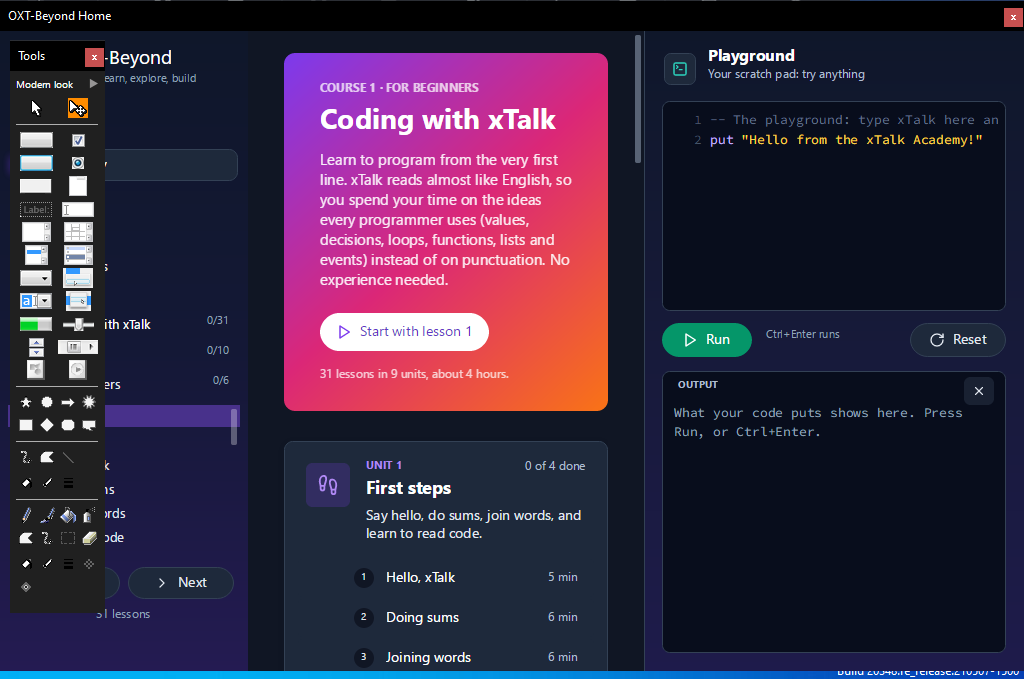 OXT-Beyond Home
x
Tools
x
Modern look
Label:
-Beyond
earn, explore, build
ith xTalk
0/31
0/10
ers
0/6
ords
ode
Next
31 lessons
COURSE 1 · FOR BEGINNERS
Coding with xTalk
Learn to program from the very first
line. xTalk reads almost like English, so
you spend your time on the ideas
every programmer uses (values,
decisions, loops, functions, lists and
events) instead of on punctuation. No
experience needed.
Start with lesson 1
31 lessons in 9 units, about 4 hours.
UNIT 1
0 of 4 done
First steps
Say hello, do sums, join words, and
learn to read code.
1 Hello, xTalk 5 min
2 Doing sums 6 min
3 Joining words 6 min
Playground
Your scratch pad: try anything
1 -- The playground: type xTalk here an
2 put "Hello from the xTalk Academy!"
Run
Ctrl+Enter runs
Reset
OUTPUT
What your code puts shows here. Press
Run, or Ctrl+Enter.